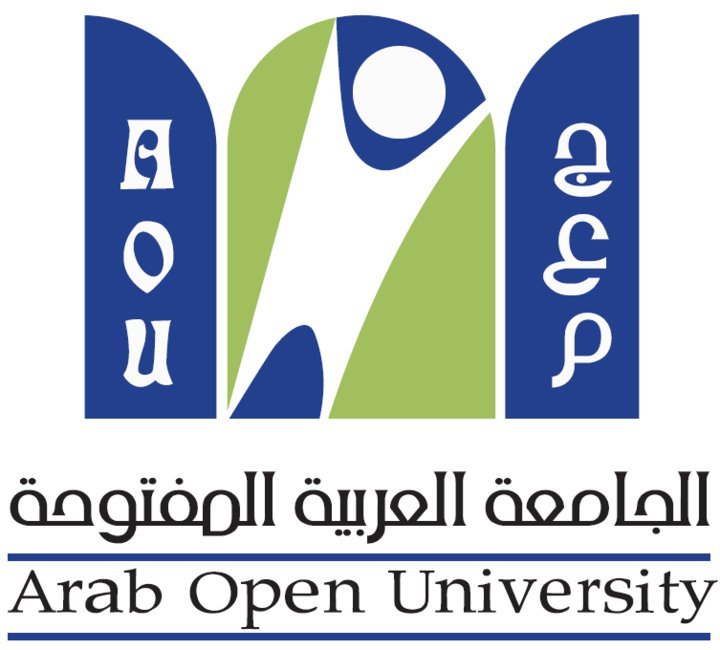 A
O
U
ج
ع
م
الجامعة العربية المفتوحة
Arab Open University